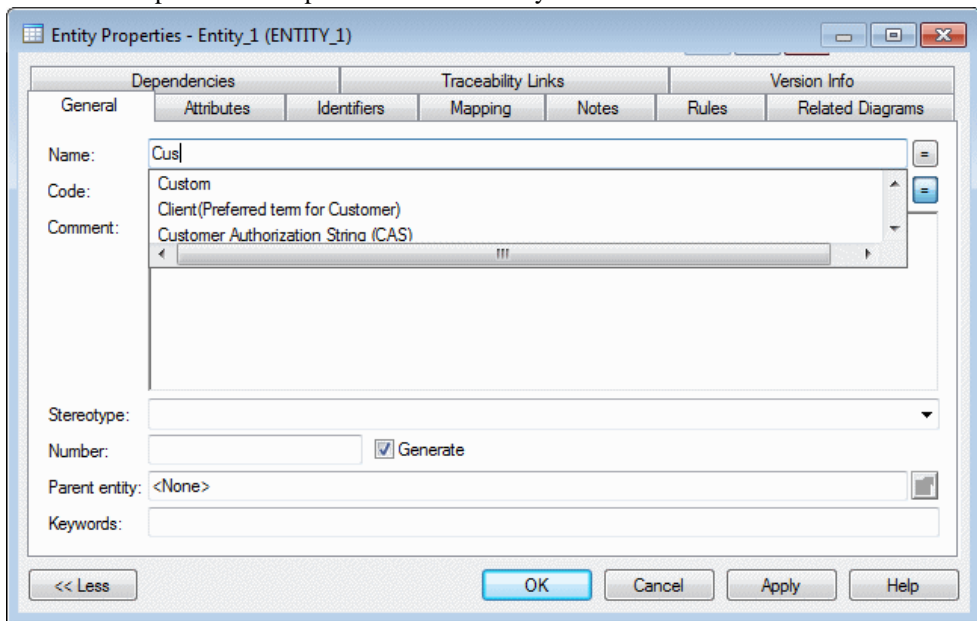 Entity Properties - Entity_1 (ENTITY_1)
Dependencies Traceability Links Version Info
General Attributes Identifiers Mapping Notes Rules Related Diagrams
Name: Cus =
Code: Custom =
Client(Preferred term for Customer)
Comment:
Customer Authorization String (CAS)
Stereotype:
Number: Generate
Parent entity: <None>
Keywords:
<< Less OK Cancel Apply Help